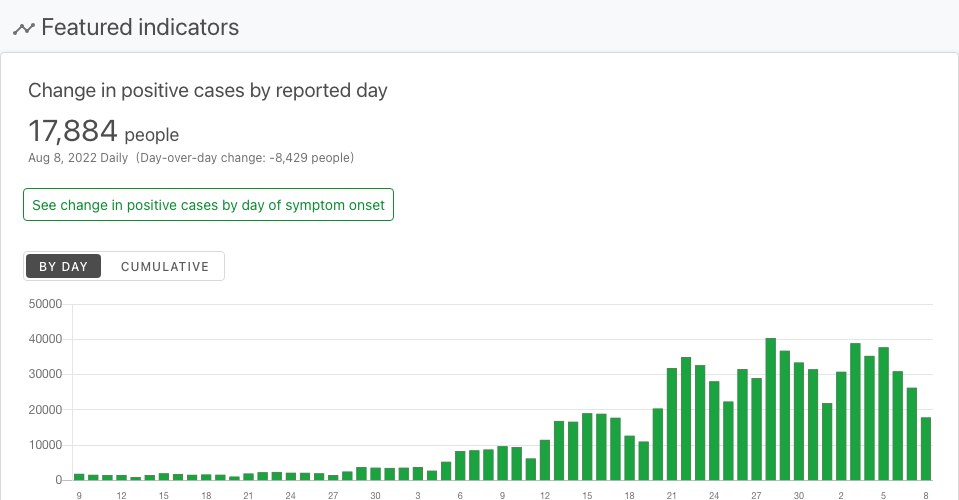 Featured indicators
Change in positive cases by reported day
17,884 people
Aug 8, 2022 Daily (Day-over-day change: -8,429 people)
See change in positive cases by day of symptom onset
BY DAY CUMULATIVE
50000
40000
30000
20000
10000
0
9 12 15 18 21 24 27 30 3 6 9 12 15 18 21 24 27 30 2 5 8